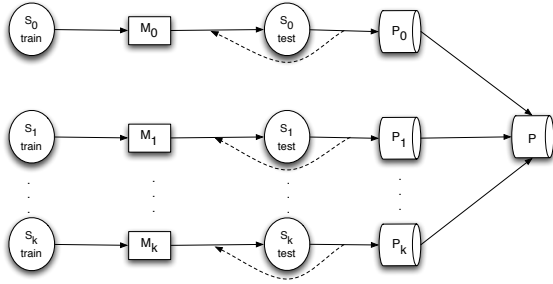 S0 train
M0
S0 test
P0
S1 train
M1
S1 test
P1
P
Sk train
Mk
Sk test
Pk